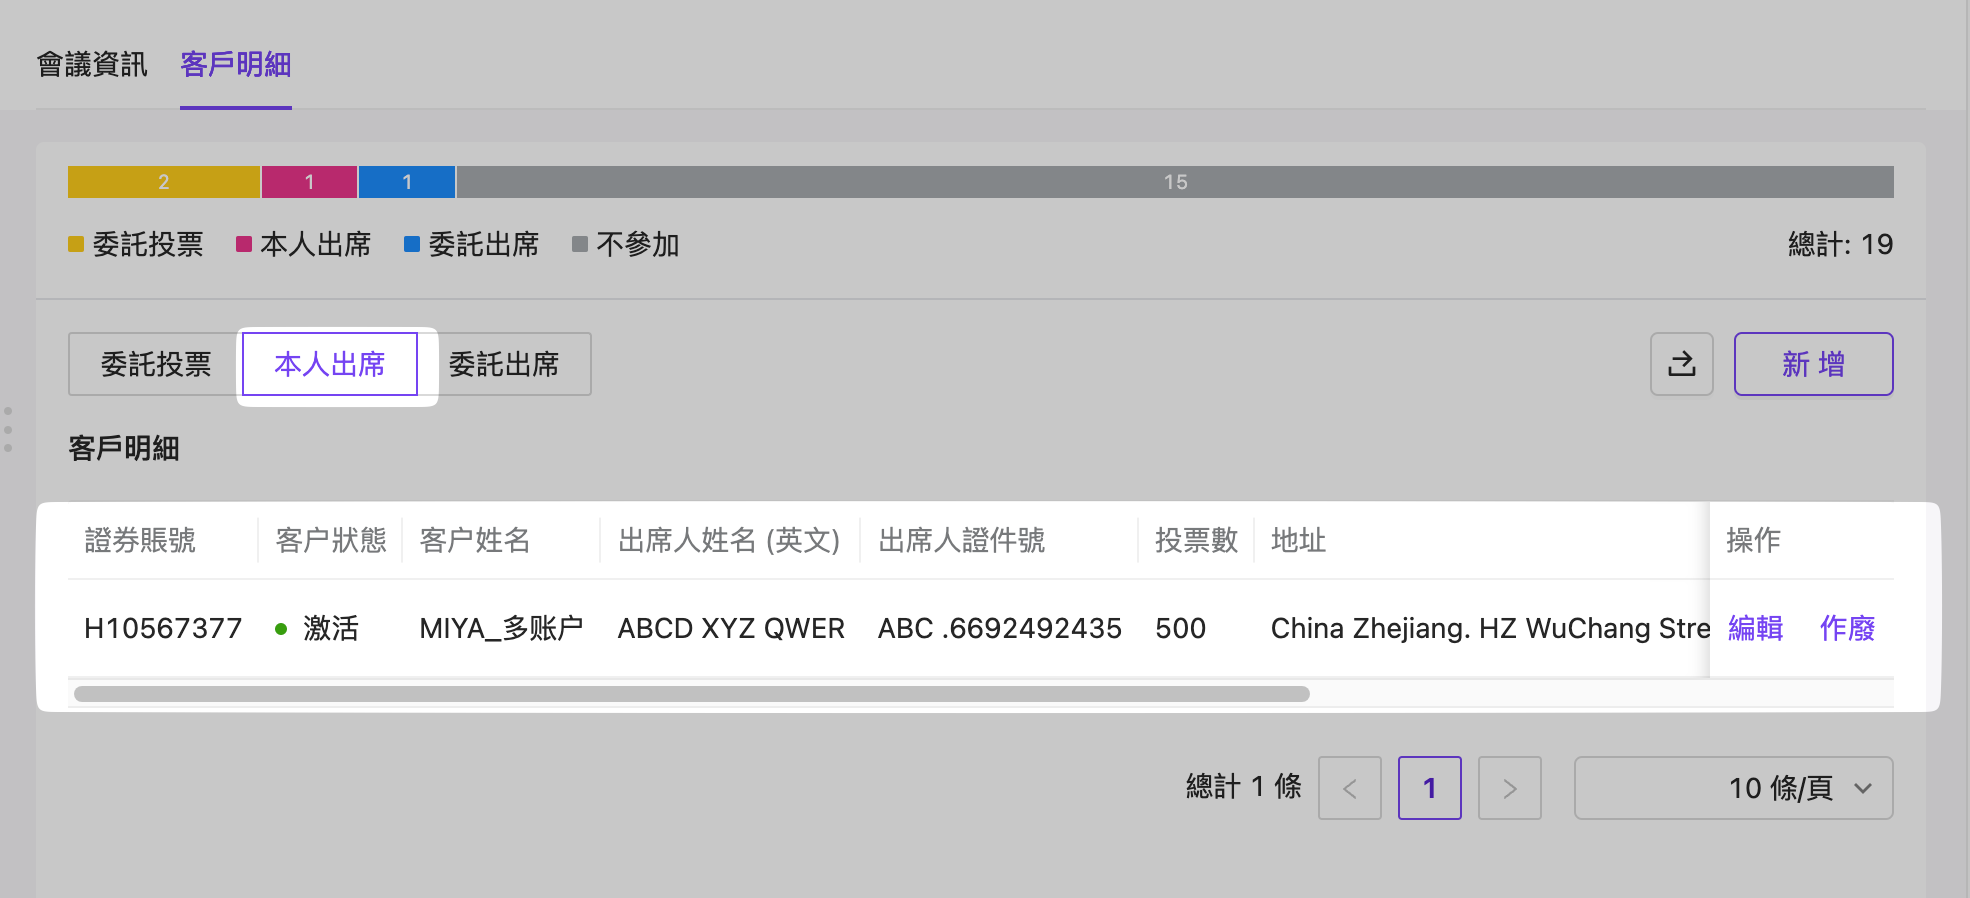 會議資訊 客戶明細
2 1 1 15
委託投票 本人出席 委託出席 不參加 總計: 19
委託投票 本人出席 委託出席 新 增
客戶明細
證券賬號 客户狀態 客户姓名 出席人姓名 (英文) 出席人證件號 投票數 地址 操作
H10567377 激活 MIYA_多账户 ABCD XYZ QWER ABC .6692492435 500 China Zhejiang. HZ WuChang Stre 編輯 作廢
總計 1 條 < 1 > 10 條/頁